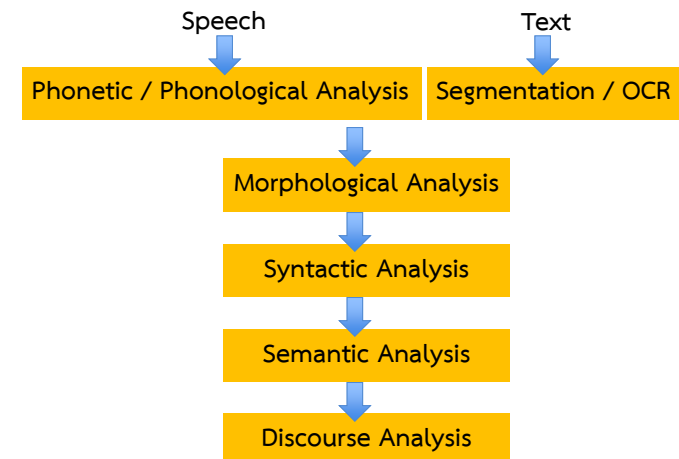 Speech
Text
Phonetic / Phonological Analysis
Segmentation / OCR
Morphological Analysis
Syntactic Analysis
Semantic Analysis
Discourse Analysis